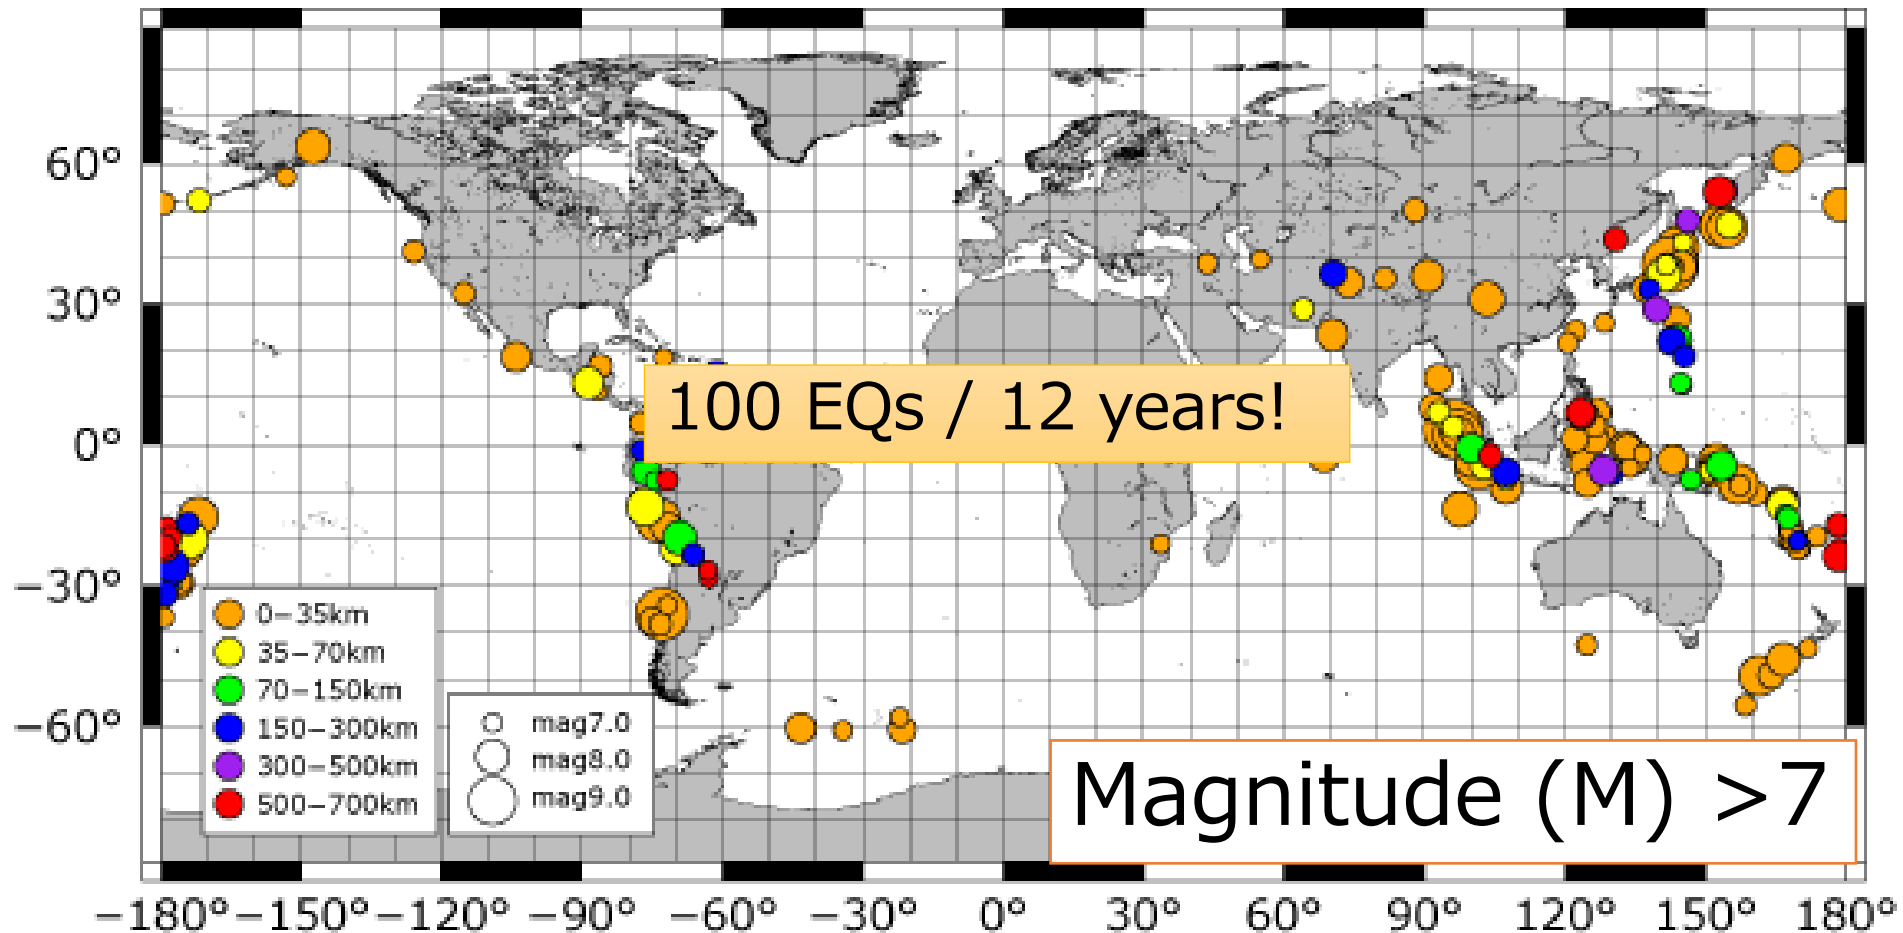 60°
30°
0°
−30°
−60°
100 EQs / 12 years!
0−35km
35−70km
70−150km
150−300km
300−500km
500−700km
mag7.0
mag8.0
mag9.0
Magnitude (M) >7
−180° −150° −120° −90° −60° −30° 0° 30° 60° 90° 120° 150° 180°